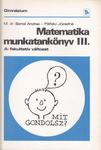 Gimnázium
M. dr. Bernát Andrea – Pálfalvi Józsefné
Matematika
munkatankönyv III.
A: fakultatív változat
?
MIT
GONDOLSZ?